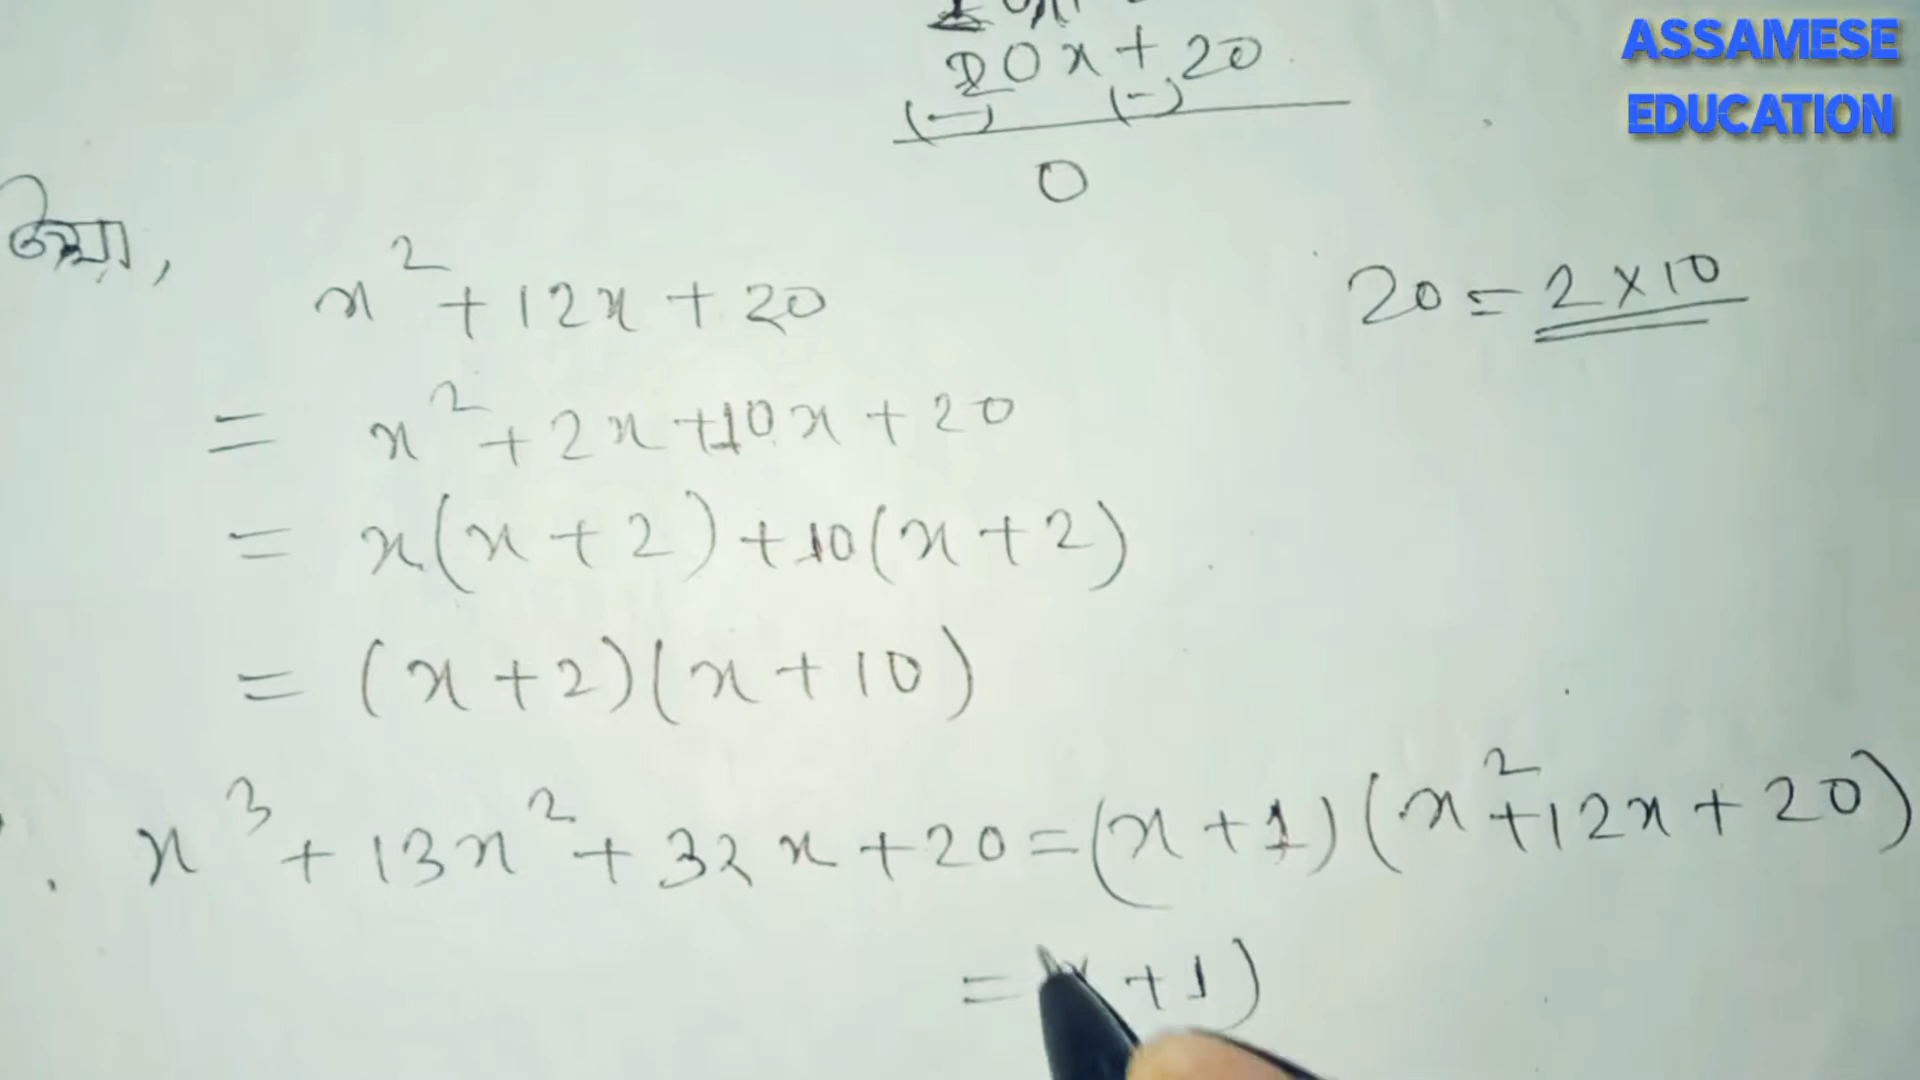 ASSAMESE
EDUCATION
20x + 20
(-) (-)
0
x² + 12x + 20
20 = 2 × 10
= x² + 2x + 10x + 20
= x(x + 2) + 10(x + 2)
= (x + 2)(x + 10)
x³ + 13x² + 32x + 20 = (x + 1)(x² + 12x + 20)
= x + 1)